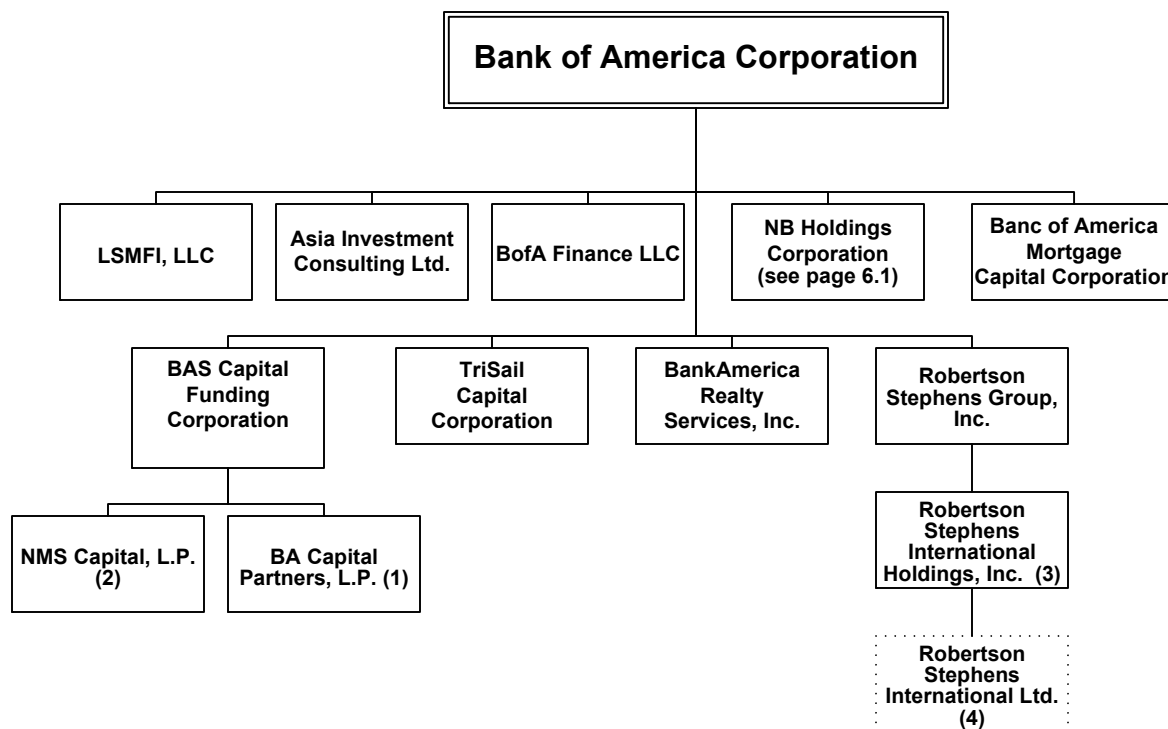 Bank of America Corporation
LSMFI, LLC
Asia Investment
Consulting Ltd.
BofA Finance LLC
NB Holdings
Corporation
(see page 6.1)
Banc of America
Mortgage
Capital Corporation
BAS Capital
Funding
Corporation
TriSail
Capital
Corporation
BankAmerica
Realty
Services, Inc.
Robertson
Stephens Group,
Inc.
NMS Capital, L.P.
(2)
BA Capital
Partners, L.P. (1)
Robertson
Stephens
International
Holdings, Inc. (3)
Robertson
Stephens
International Ltd.
(4)